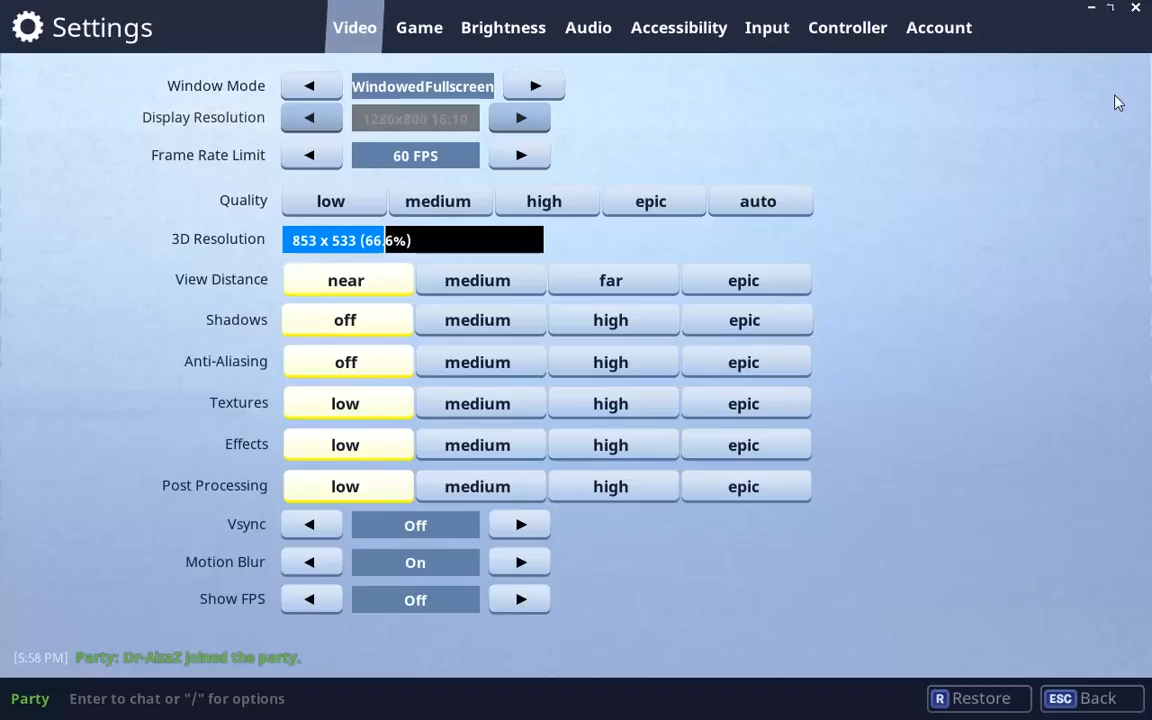 Settings
Video Game Brightness Audio Accessibility Input Controller Account
Window Mode WindowedFullscreen
Display Resolution 1280x800 16:10
Frame Rate Limit 60 FPS
Quality low medium high epic auto
3D Resolution 853 x 533 (66.6%)
View Distance near medium far epic
Shadows off medium high epic
Anti-Aliasing off medium high epic
Textures low medium high epic
Effects low medium high epic
Post Processing low medium high epic
Vsync Off
Motion Blur On
Show FPS Off
[5:58 PM] Party: Dr-AizaZ joined the party.
Party Enter to chat or "/" for options R Restore ESC Back